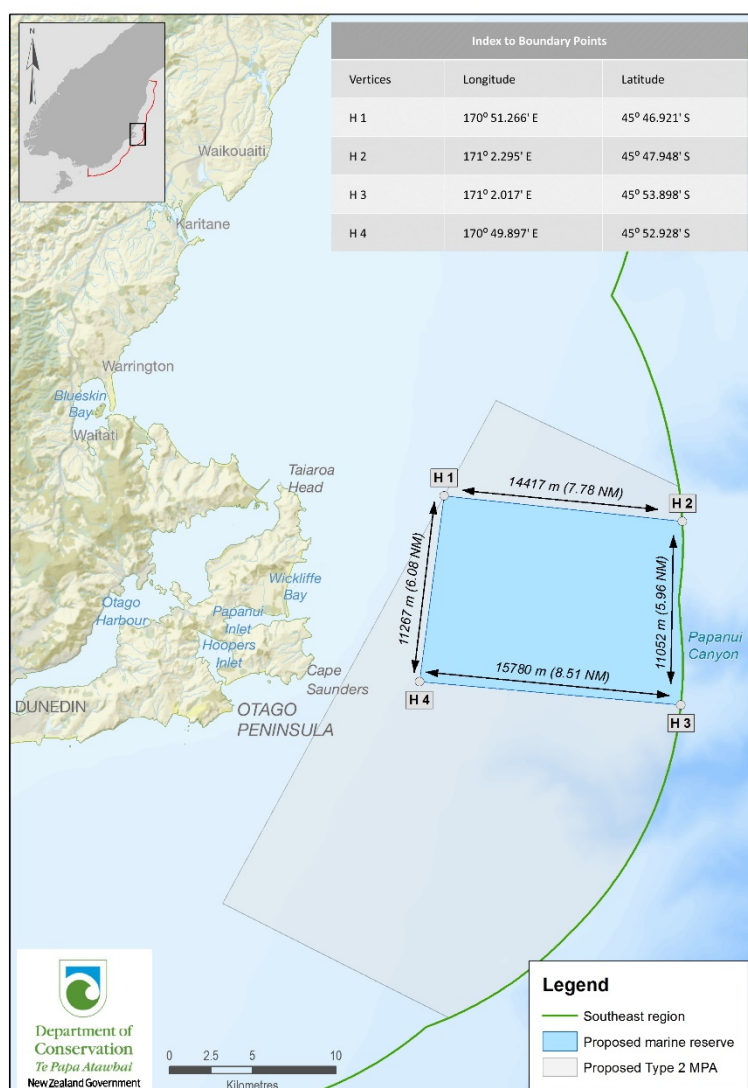 N
Index to Boundary Points
Vertices Longitude Latitude
H 1 170° 51.266' E 45° 46.921' S
H 2 171° 2.295' E 45° 47.948' S
H 3 171° 2.017' E 45° 53.898' S
H 4 170° 49.897' E 45° 52.928' S
Waikouaiti
Karitane
Warrington
Blueskin
Bay
Waitati
Taiaroa
Head
H 1
14417 m (7.78 NM)
H 2
11267 m (6.08 NM)
11052 m (5.96 NM)
Wickliffe
Bay
Otago
Harbour
Papanui
Inlet
Hoopers
Inlet
Papanui
Canyon
Cape
Saunders
15780 m (8.51 NM)
H 4
H 3
DUNEDIN
OTAGO
PENINSULA
Department of
Conservation
Te Papa Atawhai
New Zealand Government
0 2.5 5 10
Kilometres
Legend
Southeast region
Proposed marine reserve
Proposed Type 2 MPA